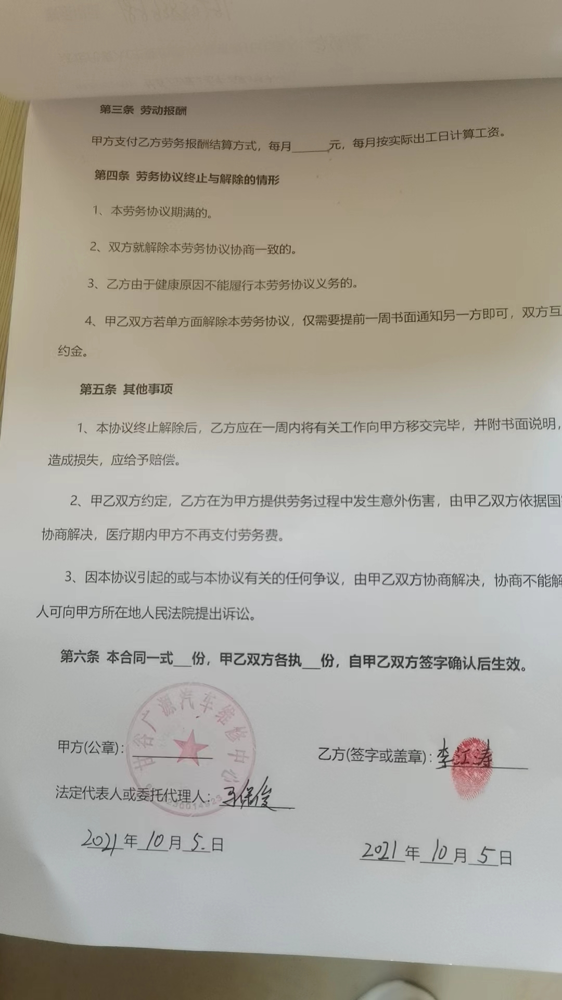 第三条 劳动报酬
甲方支付乙方劳务报酬结算方式，每月______元，每月按实际出工日计算工资。
第四条 劳务协议终止与解除的情形
1、本劳务协议期满的。
2、双方就解除本劳务协议协商一致的。
3、乙方由于健康原因不能履行本劳务协议义务的。
4、甲乙双方若单方面解除本劳务协议，仅需要提前一周书面通知另一方即可，双方互
约金。
第五条 其他事项
1、本协议终止解除后，乙方应在一周内将有关工作向甲方移交完毕，并附书面说明，
造成损失，应给予赔偿。
2、甲乙双方约定，乙方在为甲方提供劳务过程中发生意外伤害，由甲乙双方依据国
协商解决，医疗期内甲方不再支付劳务费。
3、因本协议引起的或与本协议有关的任何争议，由甲乙双方协商解决，协商不能解
人可向甲方所在地人民法院提出诉讼。
第六条 本合同一式___份，甲乙双方各执___份，自甲乙双方签字确认后生效。
甘谷广源汽车维修中心
甲方(公章)：
乙方(签字或盖章)：李江涛
法定代表人或委托代理人： 保俊
2021年10月5.日
2021年10月5日